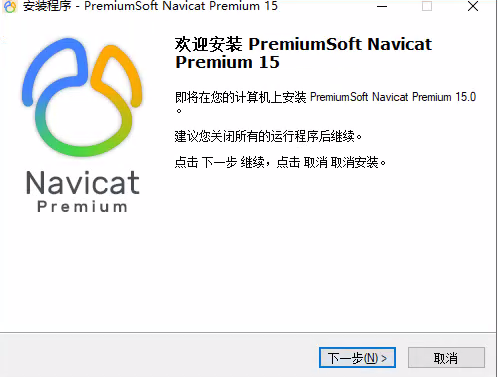 安装程序 - PremiumSoft Navicat Premium 15
欢迎安装 PremiumSoft Navicat
Premium 15
即将在您的计算机上安装 PremiumSoft Navicat Premium 15.0
。
建议您关闭所有的运行程序后继续。
点击 下一步 继续，点击 取消 取消安装。
Navicat
Premium
下一步(N) >
取消